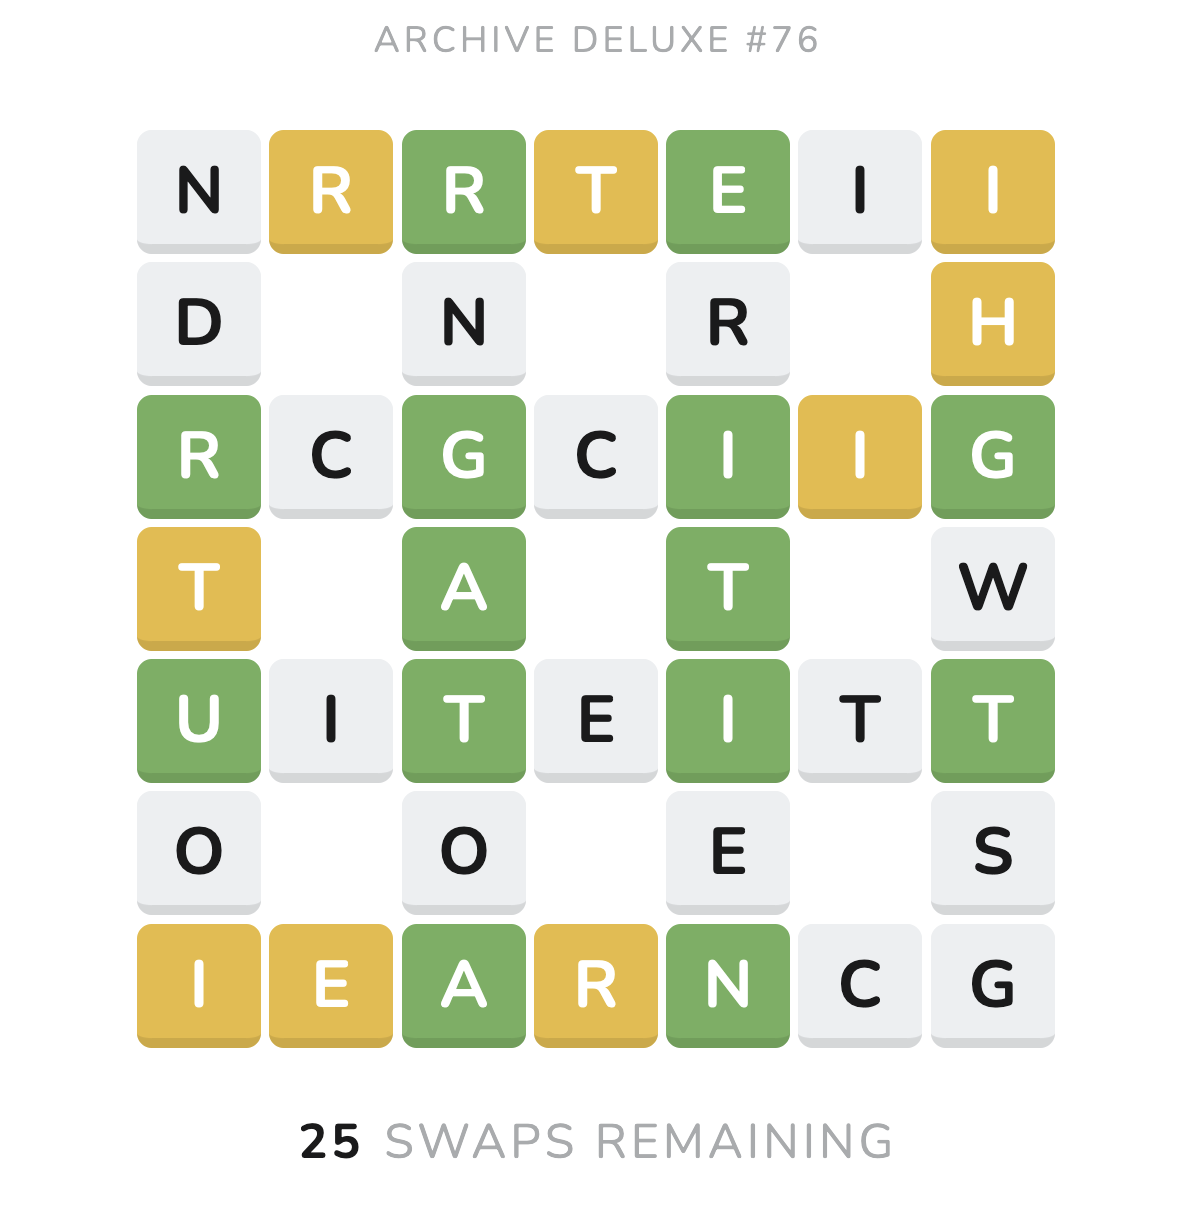 ARCHIVE DELUXE #76
N R R T E I I
D N R H
R C G C I I G
T A T W
U I T E I T T
O O E S
I E A R N C G
25 SWAPS REMAINING